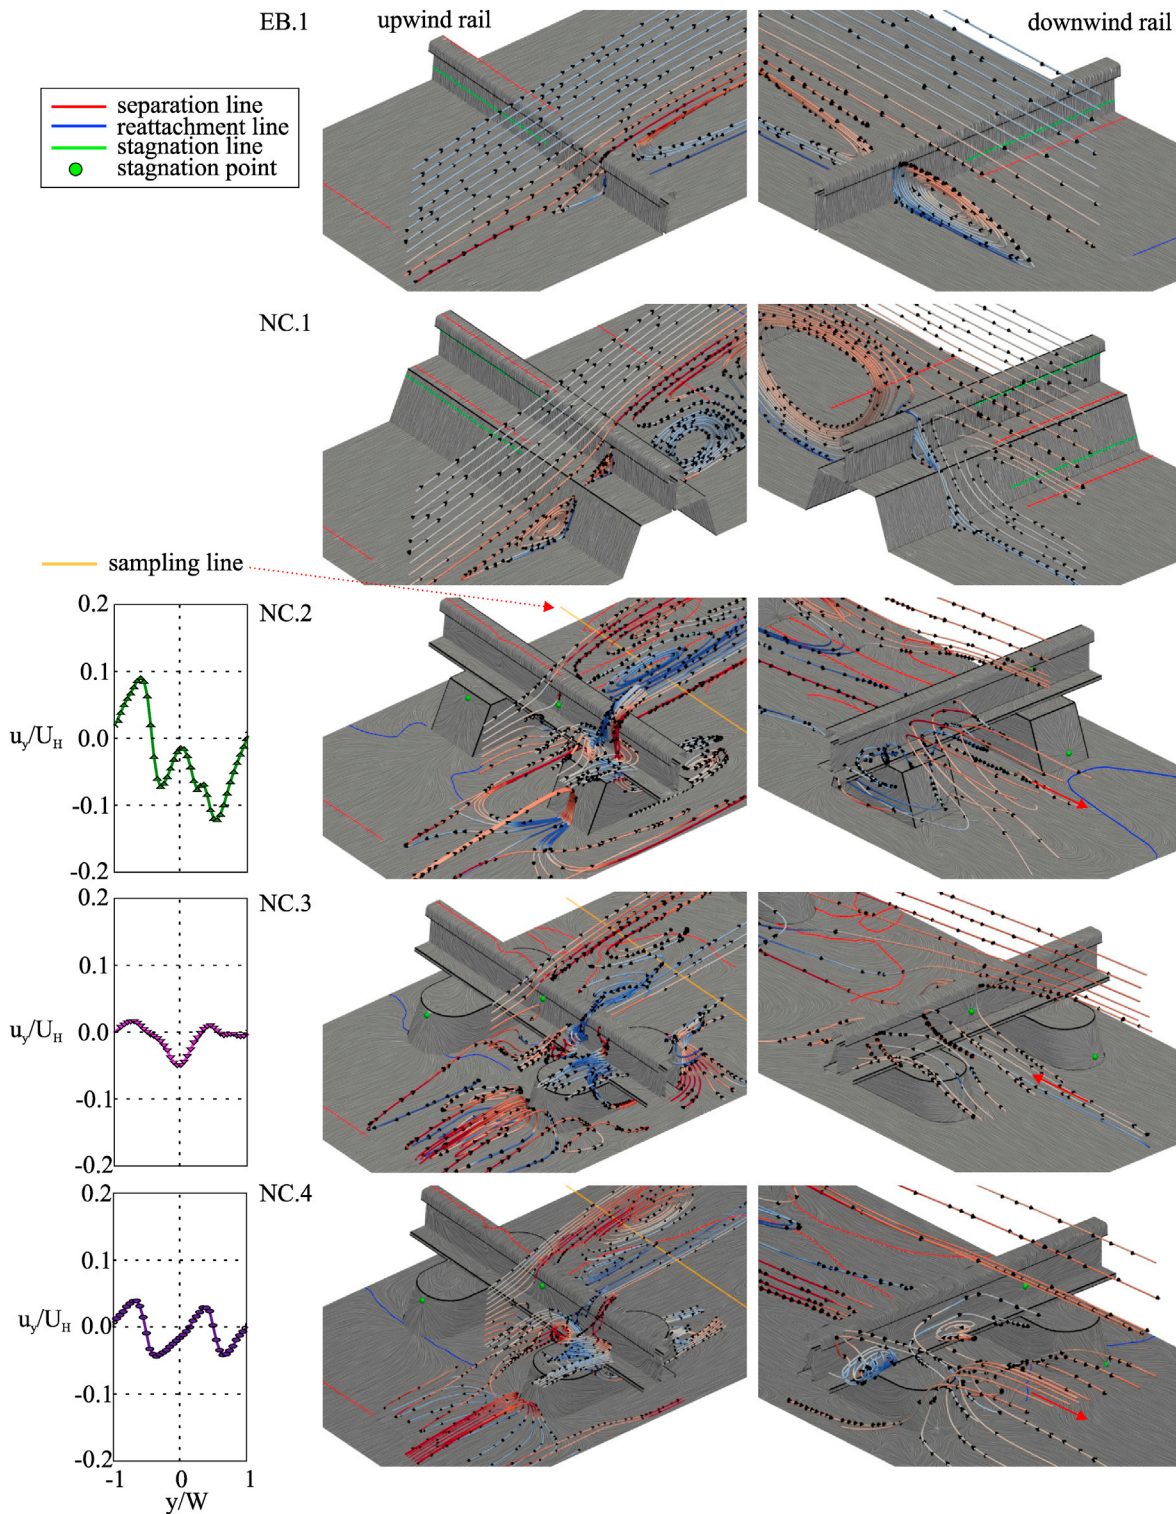 EB.1
upwind rail
downwind rail
separation line
reattachment line
stagnation line
stagnation point
NC.1
sampling line
NC.2
0.2
0.1
0.0
-0.1
-0.2
u_y/U_H
NC.3
0.2
0.1
0.0
-0.1
-0.2
u_y/U_H
NC.4
0.2
0.1
0.0
-0.1
-0.2
u_y/U_H
-1 0 1
y/W